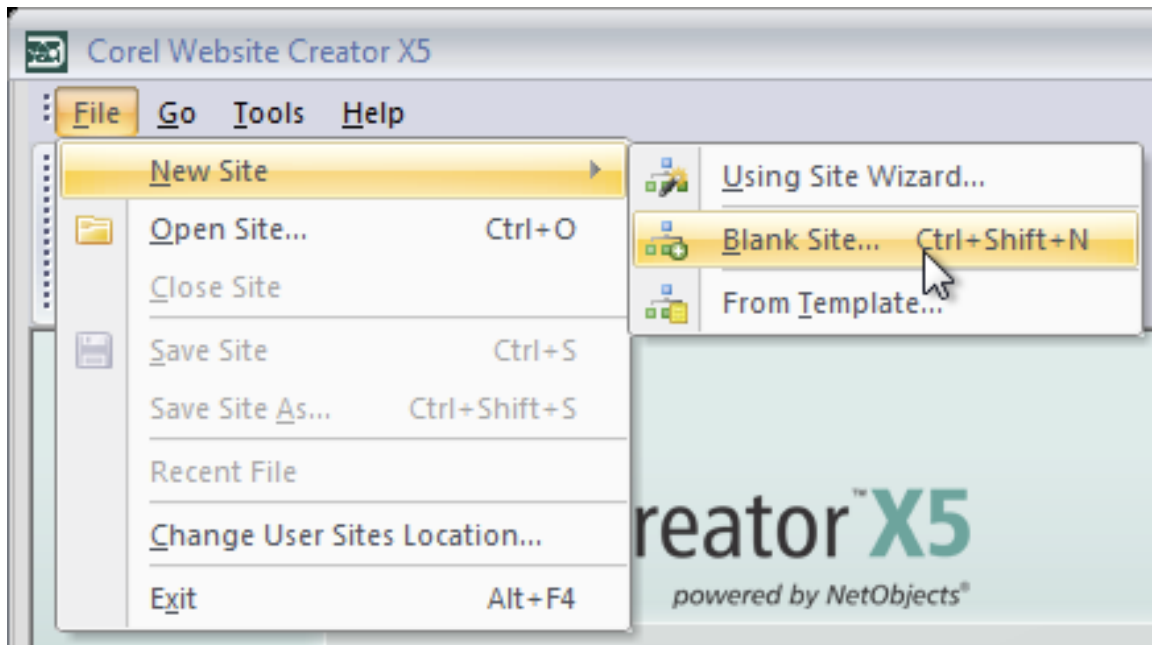 Corel Website Creator X5
File Go Tools Help
New Site
Open Site... Ctrl+O
Close Site
Save Site Ctrl+S
Save Site As... Ctrl+Shift+S
Recent File
Change User Sites Location...
Exit Alt+F4
Using Site Wizard...
Blank Site... Ctrl+Shift+N
From Template...
reator™ X5
powered by NetObjects®